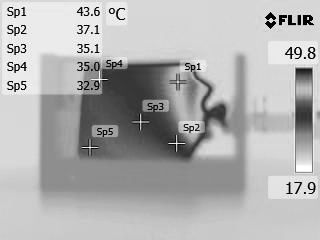 Sp1 43.6 °C
Sp2 37.1
Sp3 35.1
Sp4 35.0
Sp5 32.9
FLIR
49.8
17.9
Sp4
Sp1
Sp3
Sp2
Sp5